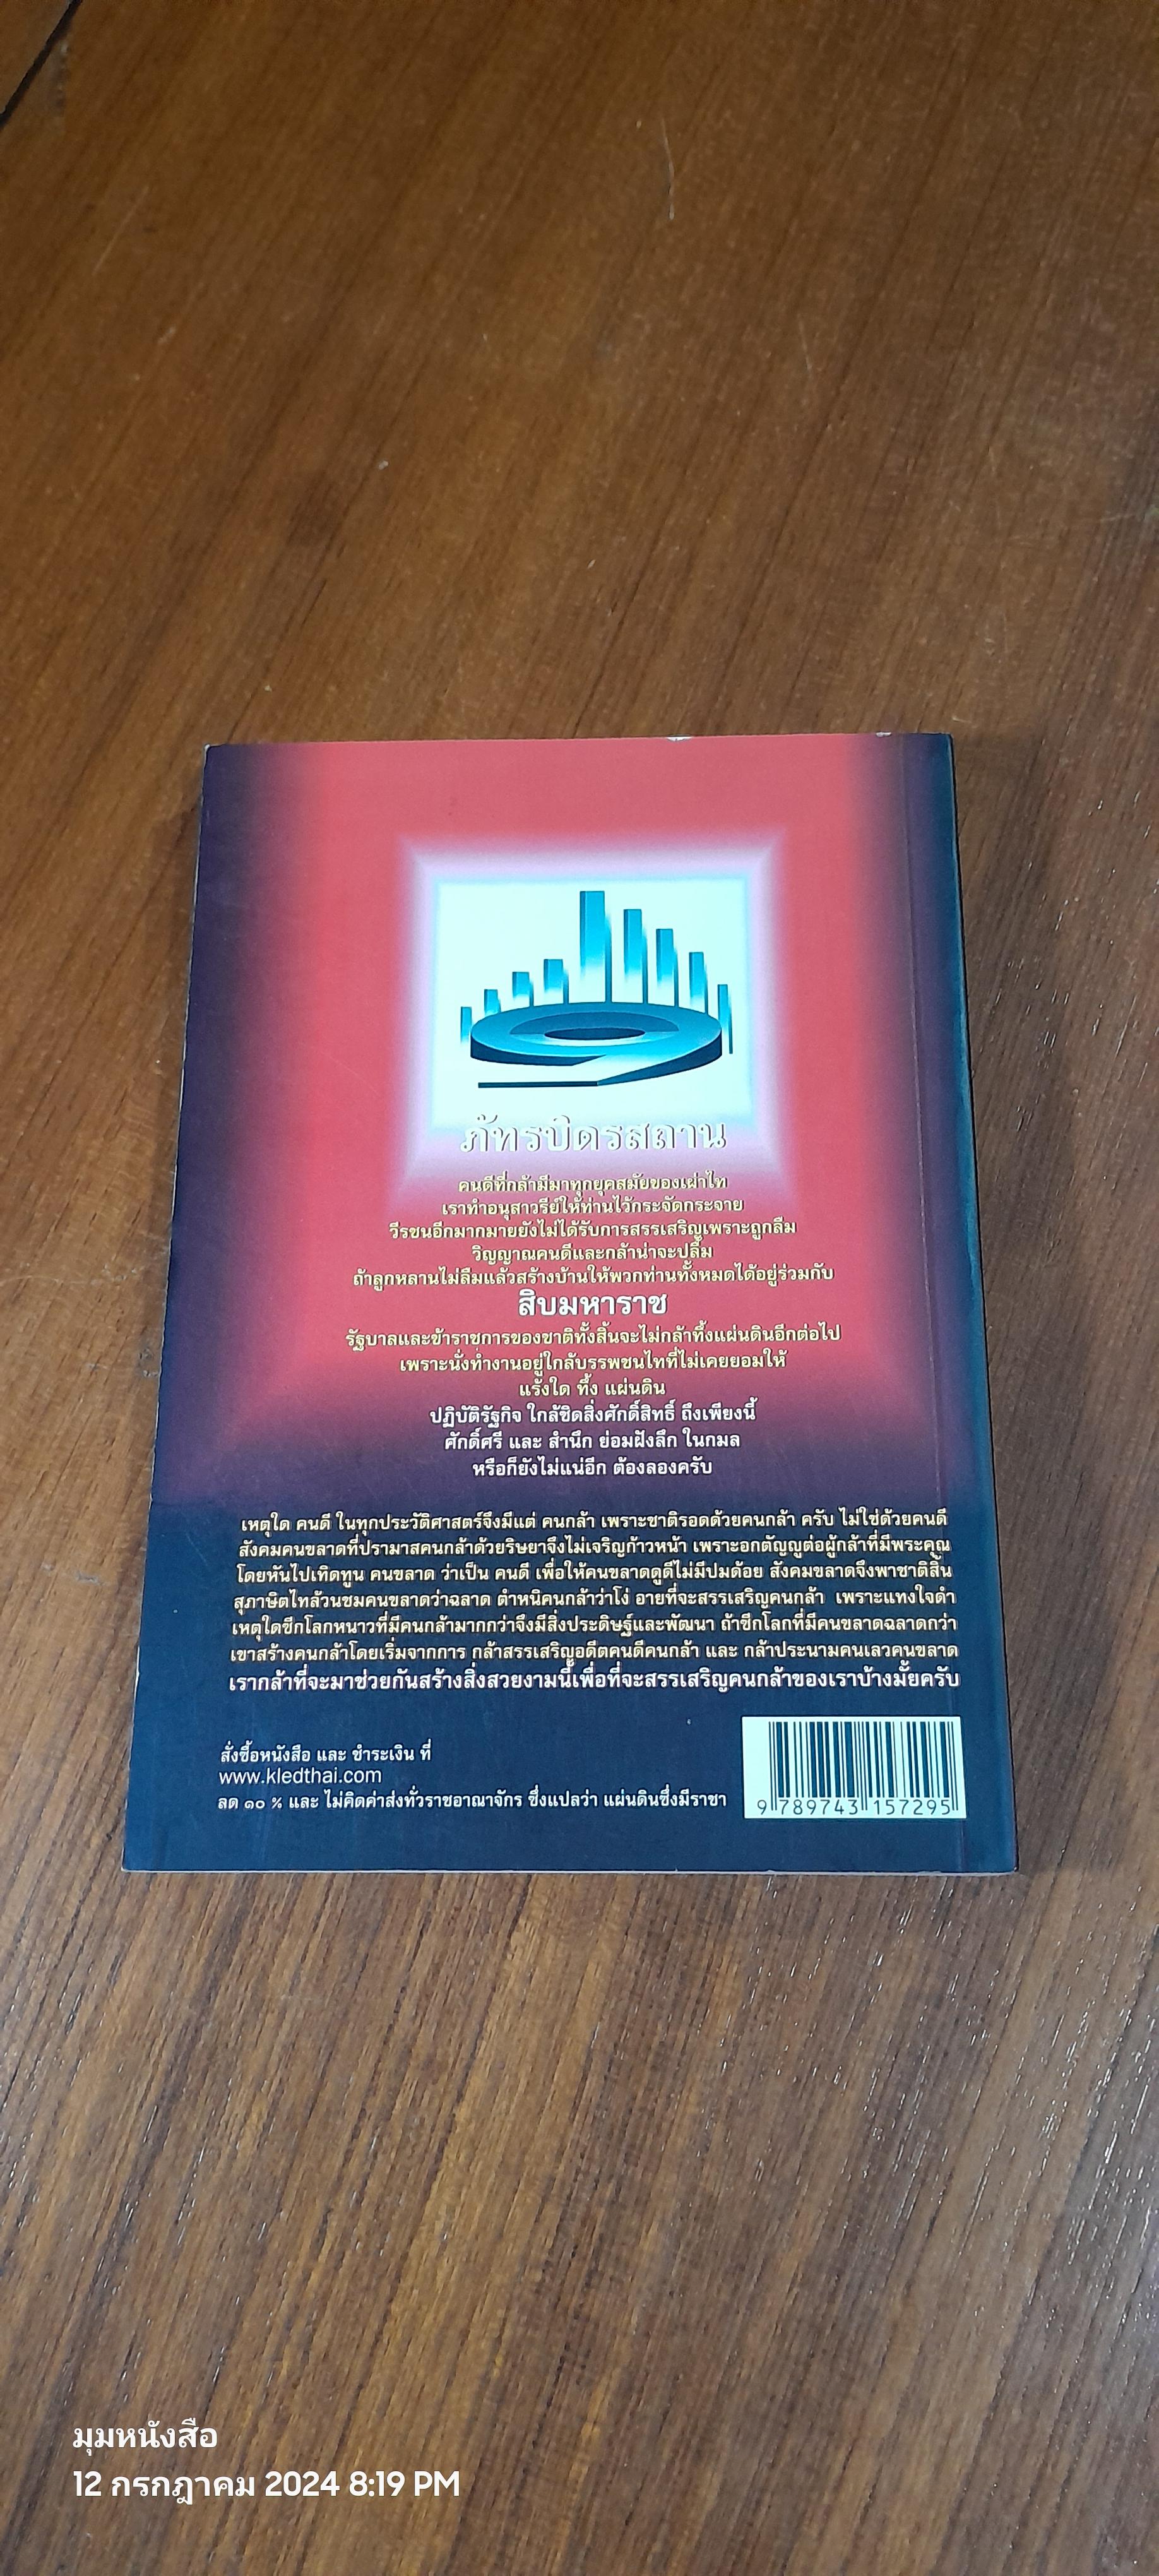 ภัทรบิดรสถาน
คนดีที่กล้ามีมาทุกยุคสมัยของเผ่าไท
เราทำอนุสาวรีย์ให้ท่านไว้กระจัดกระจาย
วีรชนอีกมากมายยังไม่ได้รับการสรรเสริญเพราะถูกลืม
วิญญาณคนดีและกล้าน่าจะปลื้ม
ถ้าลูกหลานไม่ลืมแล้วสร้างบ้านให้พวกท่านทั้งหมดได้อยู่ร่วมกับ
สิบมหาราช
รัฐบาลและข้าราชการของชาติทั้งสิ้นจะไม่กล้าทึ้งแผ่นดินอีกต่อไป
เพราะนั่งทำงานอยู่ใกล้บรรพชนไทที่ไม่เคยยอมให้
แร้งใด ทึ้ง แผ่นดิน
ปฏิบัติรัฐกิจ ใกล้ชิดสิ่งศักดิ์สิทธิ์ ถึงเพียงนี้
ศักดิ์ศรี และ สำนึก ย่อมฝังลึก ในกมล
หรือก็ยังไม่แน่อีก ต้องลองครับ
เหตุใด คนดี ในทุกประวัติศาสตร์จึงมีแต่ คนกล้า เพราะชาติรอดด้วยคนกล้า ครับ ไม่ใช่ด้วยคนดี
สังคมคนขลาดที่ปรามาสคนกล้าด้วยริษยาจึงไม่เจริญก้าวหน้า เพราะอกตัญญูต่อผู้กล้าที่มีพระคุณ
โดยหันไปเทิดทูน คนขลาด ว่าเป็น คนดี เพื่อให้คนขลาดดูดีไม่มีปมด้อย สังคมขลาดจึงพาชาติสิ้น
สุภาษิตไทล้วนชมคนขลาดว่าฉลาด ตำหนิคนกล้าว่าโง่ อายที่จะสรรเสริญคนกล้า เพราะแทงใจดำ
เหตุใดซีกโลกหนาวที่มีคนกล้ามากกว่าจึงมีสิ่งประดิษฐ์และพัฒนา ล้ำซีกโลกที่มีคนขลาดฉลาดกว่า
เขาสร้างคนกล้าโดยเริ่มจากการ กล้าสรรเสริญอดีตคนดีคนกล้า และ กล้าประนามคนเลวคนขลาด
เรากล้าที่จะมาช่วยกันสร้างสิ่งสวยงามนี้เพื่อที่จะสรรเสริญคนกล้าของเราบ้างมั้ยครับ
สั่งซื้อหนังสือ และ ชำระเงิน ที่
www.kledthai.com
ลด ๑๐ % และ ไม่คิดค่าส่งทั่วราชอาณาจักร ซึ่งแปลว่า แผ่นดินซึ่งมีราชา
9 789743 157295
มุมหนังสือ
12 กรกฎาคม 2024 8:19 PM